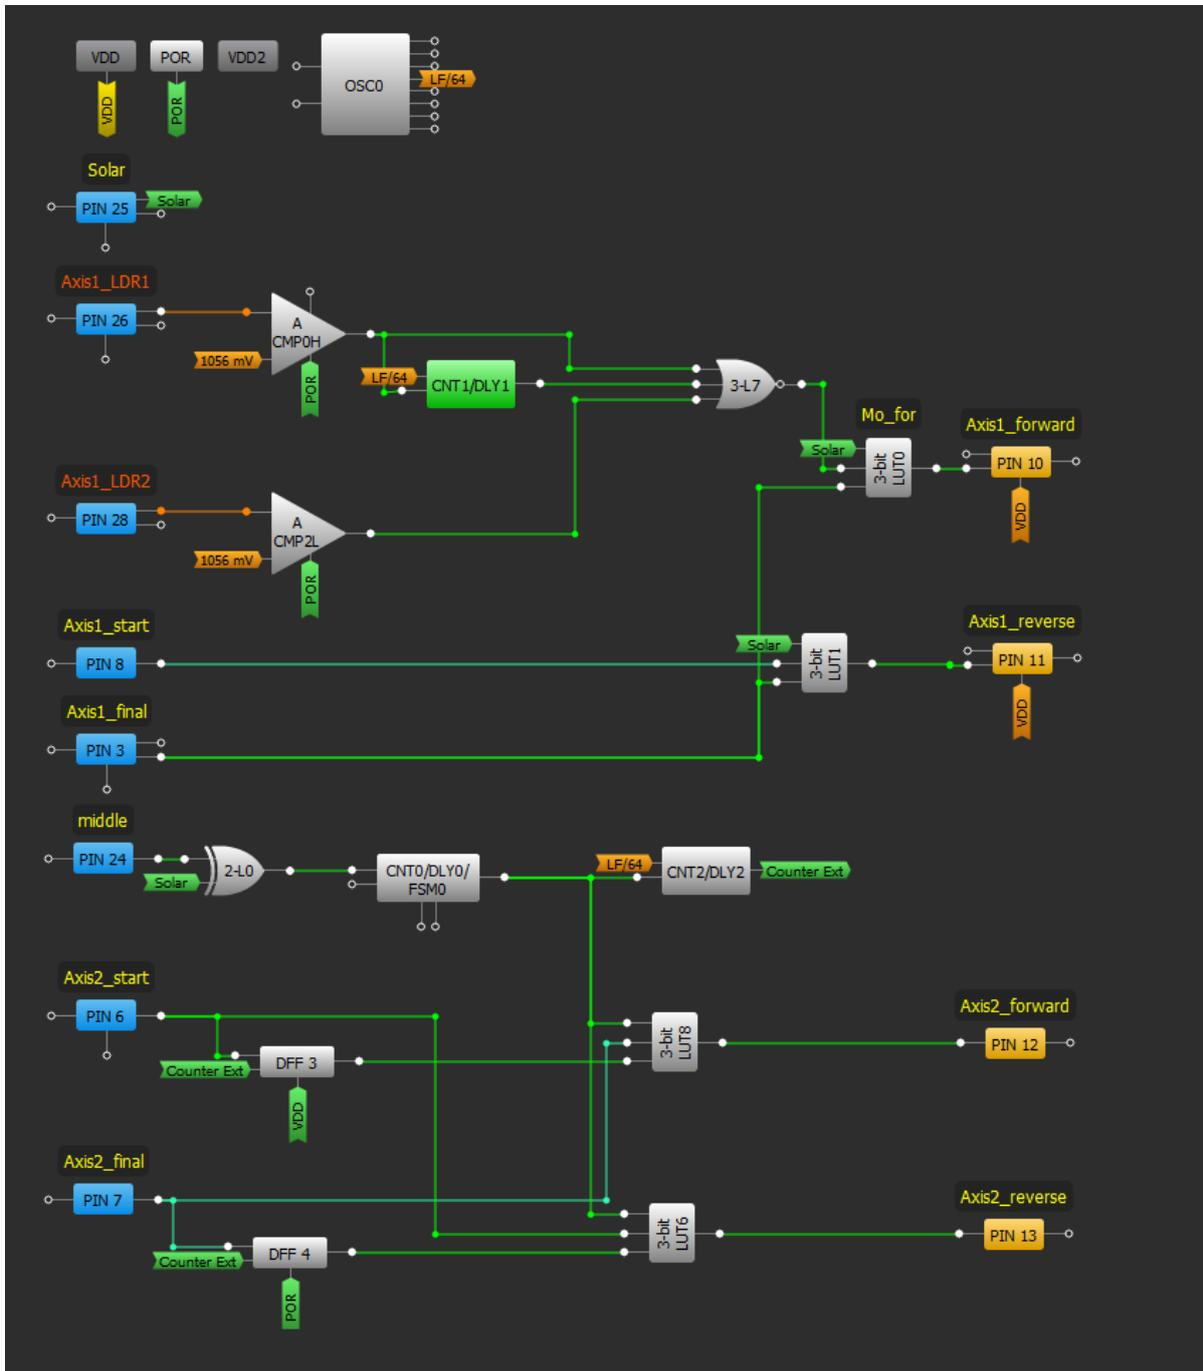 VDD
POR
VDD2
OSC0
LF/64
VDD
POR
Solar
PIN 25
Solar
Axis1_LDR1
PIN 26
A
CMP0H
1056 mV
POR
LF/64
CNT1/DLY1
3-L7
Mo_for
Solar
3-bit
LUT0
Axis1_forward
PIN 10
VDD
Axis1_LDR2
PIN 28
A
CMP2L
1056 mV
POR
Axis1_start
PIN 8
Solar
3-bit
LUT1
Axis1_reverse
PIN 11
VDD
Axis1_final
PIN 3
middle
PIN 24
Solar
2-L0
CNT0/DLY0/
FSM0
LF/64
CNT2/DLY2
Counter Ext
Axis2_start
PIN 6
Counter Ext
DFF 3
VDD
3-bit
LUT8
Axis2_forward
PIN 12
Axis2_final
PIN 7
Counter Ext
DFF 4
POR
3-bit
LUT6
Axis2_reverse
PIN 13